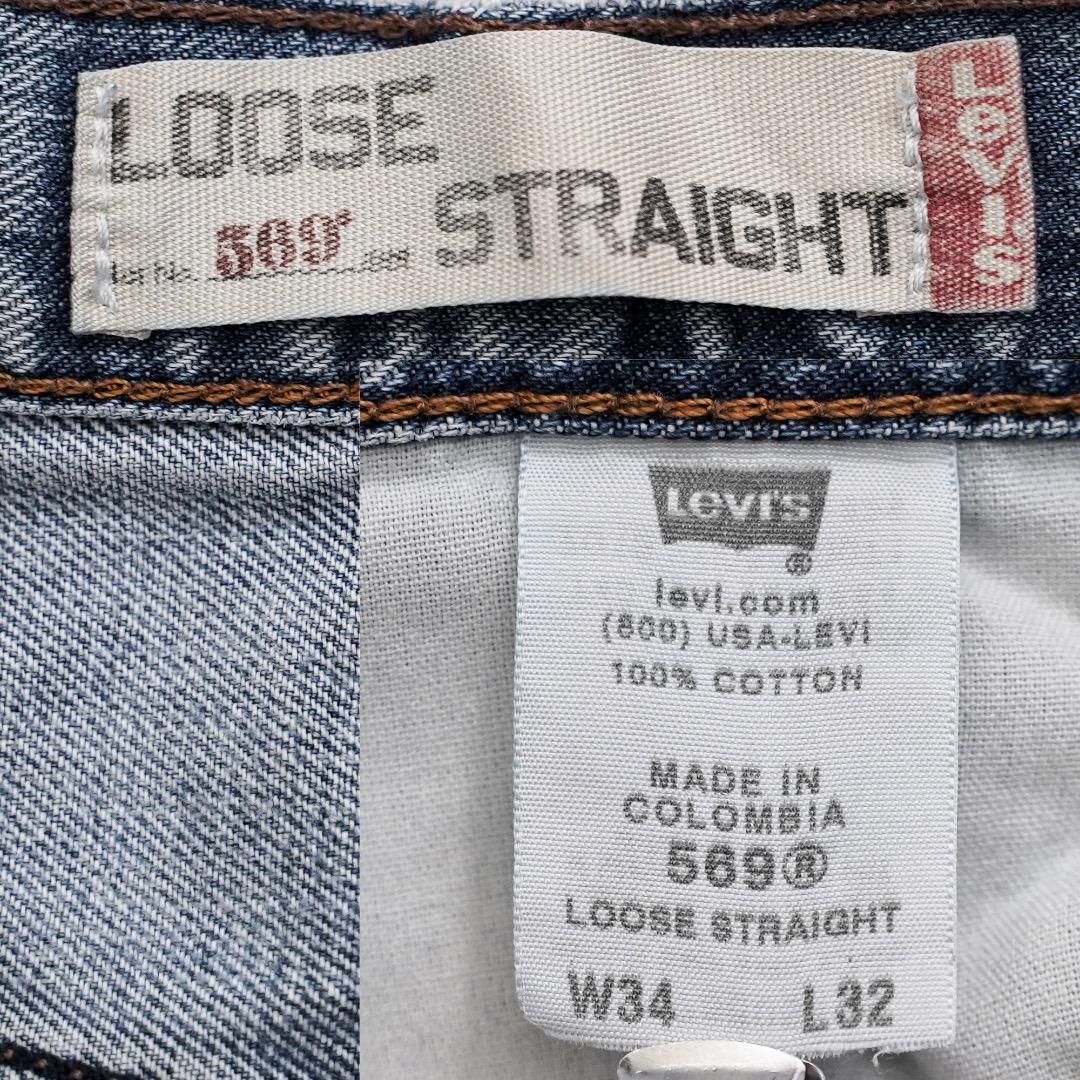 LOOSE
STRAIGHT
Lot No. 569®
LEVI'S
LEVI'S
®
levi.com
(800) USA-LEVI
100% COTTON
MADE IN
COLOMBIA
569®
LOOSE STRAIGHT
W34 L32